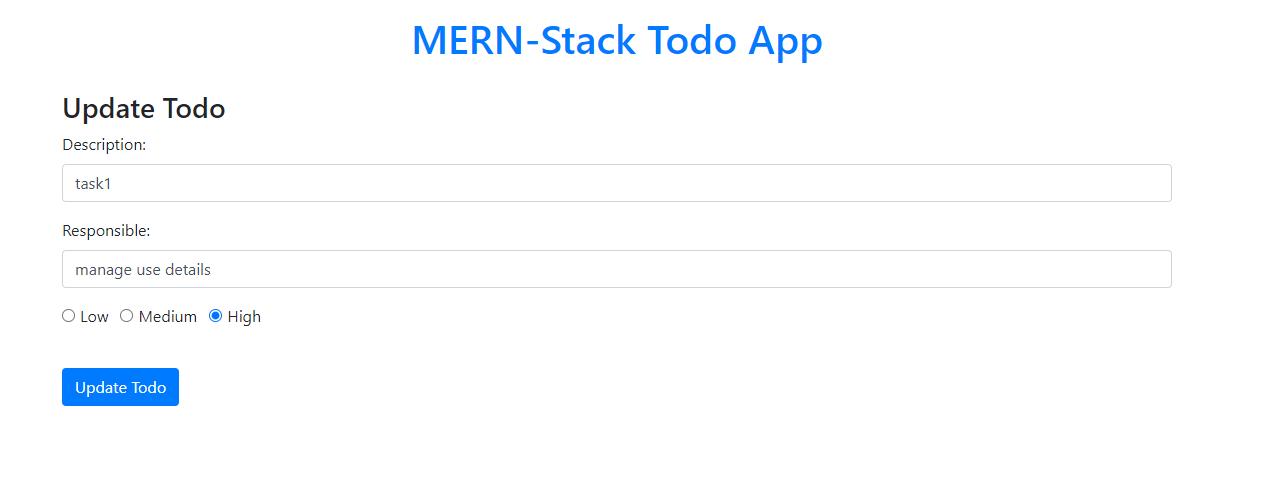 MERN-Stack Todo App
Update Todo
Description:
task1
Responsible:
manage use details
Low Medium High
Update Todo